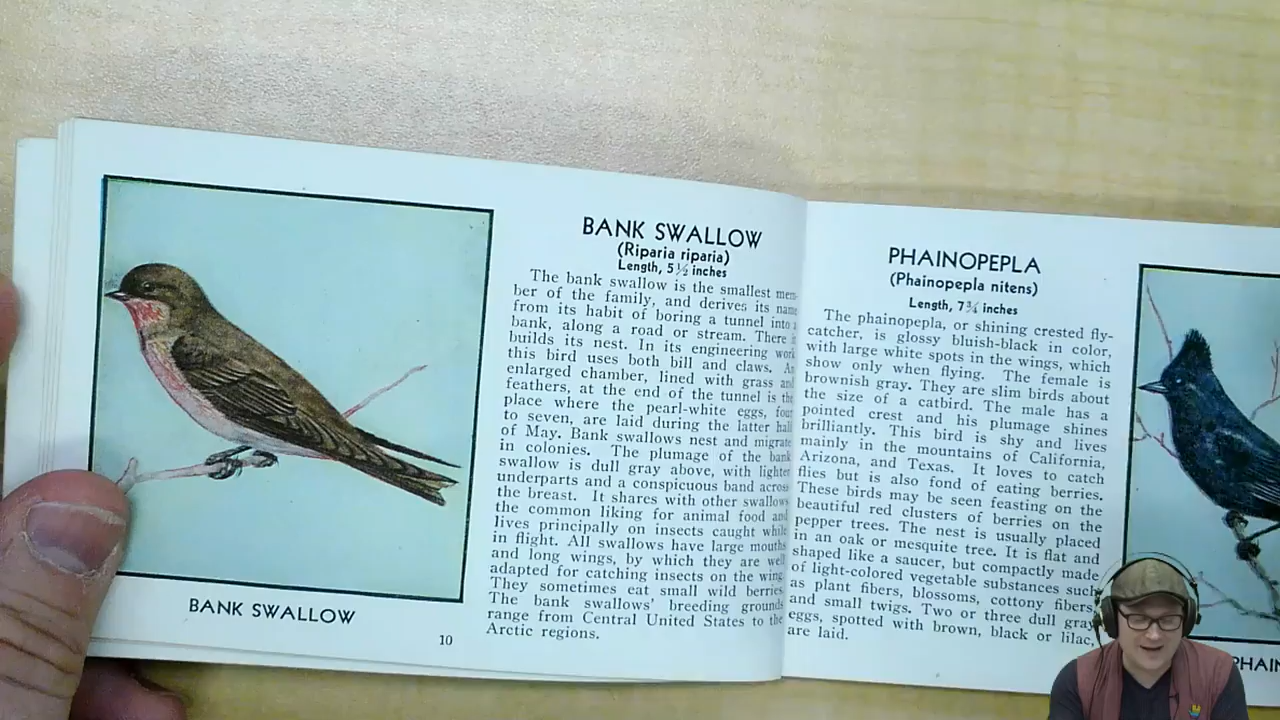 BANK SWALLOW
10
BANK SWALLOW
(Riparia riparia)
Length, 5½ inches
The bank swallow is the smallest mem-
ber of the family, and derives its name
from its habit of boring a tunnel into a
bank, along a road or stream. There
builds its nest. In its engineering work
this bird uses both bill and claws. An
enlarged chamber, lined with grass and
feathers, at the end of the tunnel is the
place where the pearl-white eggs, four
to seven, are laid during the latter half
of May. Bank swallows nest and migrate
in colonies. The plumage of the bank
swallow is dull gray above, with lighter
underparts and a conspicuous band across
the breast. It shares with other swallows
the common liking for animal food and
lives principally on insects caught while
in flight. All swallows have large mouths
and long wings, by which they are well
adapted for catching insects on the wing.
They sometimes eat small wild berries.
The bank swallows' breeding grounds
range from Central United States to the
Arctic regions.
PHAINOPEPLA
(Phainopepla nitens)
Length, 7¾ inches
The phainopepla, or shining crested fly-
catcher, is glossy bluish-black in color,
with large white spots in the wings, which
show only when flying. The female is
brownish gray. They are slim birds about
the size of a catbird. The male has a
pointed crest and his plumage shines
brilliantly. This bird is shy and lives
mainly in the mountains of California,
Arizona, and Texas. It loves to catch
flies but is also fond of eating berries.
These birds may be seen feasting on the
beautiful red clusters of berries on the
pepper trees. The nest is usually placed
in an oak or mesquite tree. It is flat and
shaped like a saucer, but compactly made
of light-colored vegetable substances such
as plant fibers, blossoms, cottony fibers
and small twigs. Two or three dull gray
eggs, spotted with brown, black or lilac,
are laid.
PHAIN